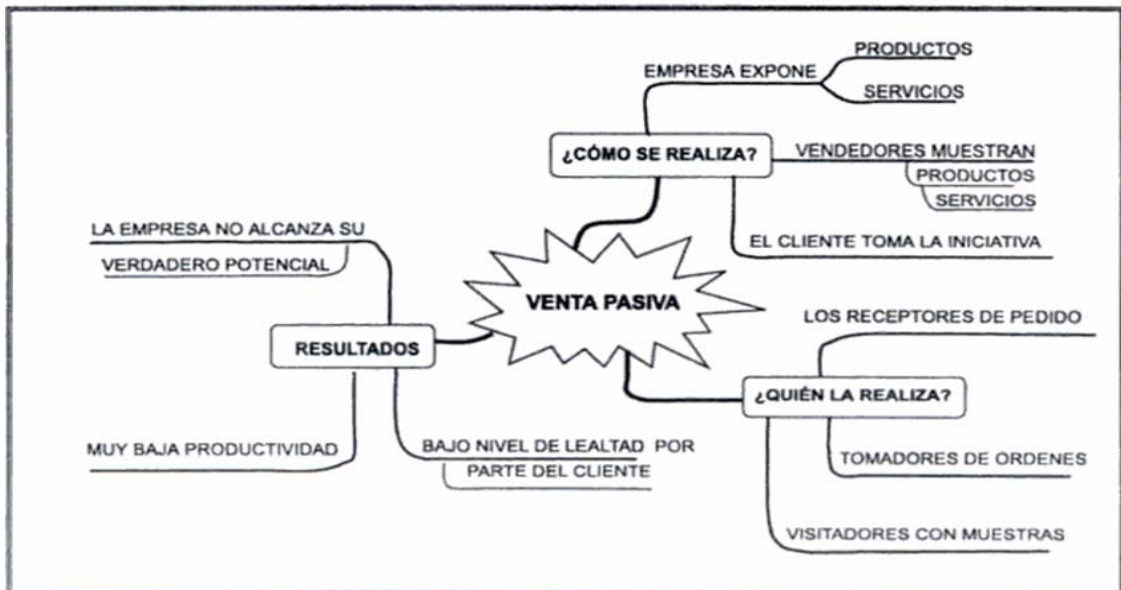 PRODUCTOS
EMPRESA EXPONE
SERVICIOS
¿CÓMO SE REALIZA?
VENDEDORES MUESTRAN
PRODUCTOS
SERVICIOS
EL CLIENTE TOMA LA INICIATIVA
LA EMPRESA NO ALCANZA SU
VERDADERO POTENCIAL
VENTA PASIVA
RESULTADOS
MUY BAJA PRODUCTIVIDAD
BAJO NIVEL DE LEALTAD POR
PARTE DEL CLIENTE
LOS RECEPTORES DE PEDIDO
¿QUIÉN LA REALIZA?
TOMADORES DE ORDENES
VISITADORES CON MUESTRAS